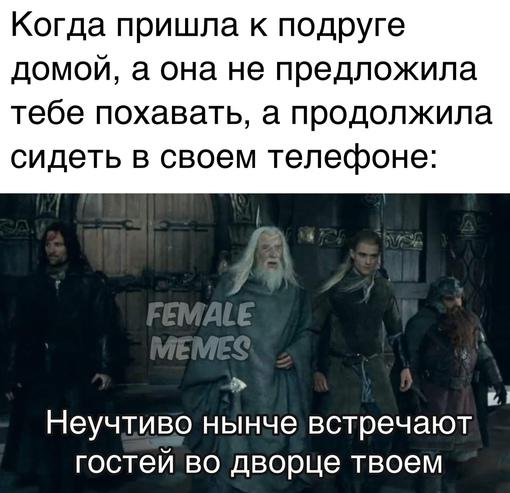 Когда пришла к подруге
домой, а она не предложила
тебе похавать, а продолжила
сидеть в своем телефоне:
FEMALE
MEMES
Неучтиво нынче встречают
гостей во дворце твоем